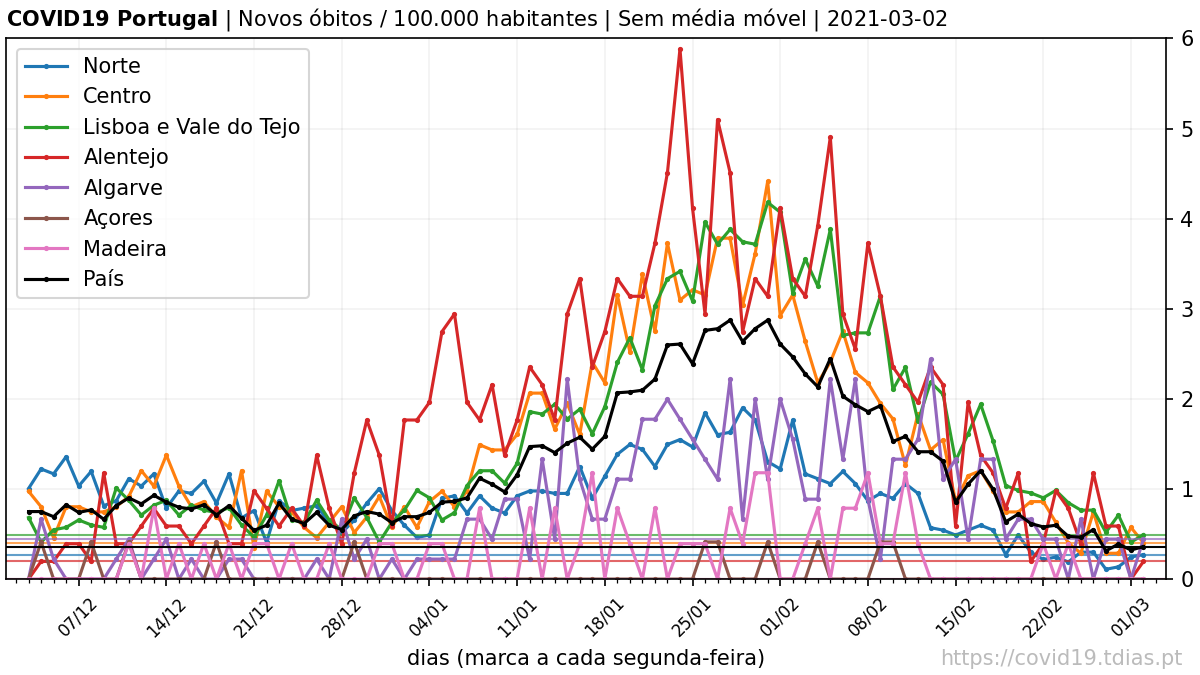 COVID19 Portugal | Novos óbitos / 100.000 habitantes | Sem média móvel | 2021-03-02
Norte
Centro
Lisboa e Vale do Tejo
Alentejo
Algarve
Açores
Madeira
País
6
5
4
3
2
1
0
07/12 14/12 21/12 28/12 04/01 11/01 18/01 25/01 01/02 08/02 15/02 22/02 01/03
dias (marca a cada segunda-feira)
https://covid19.tdias.pt